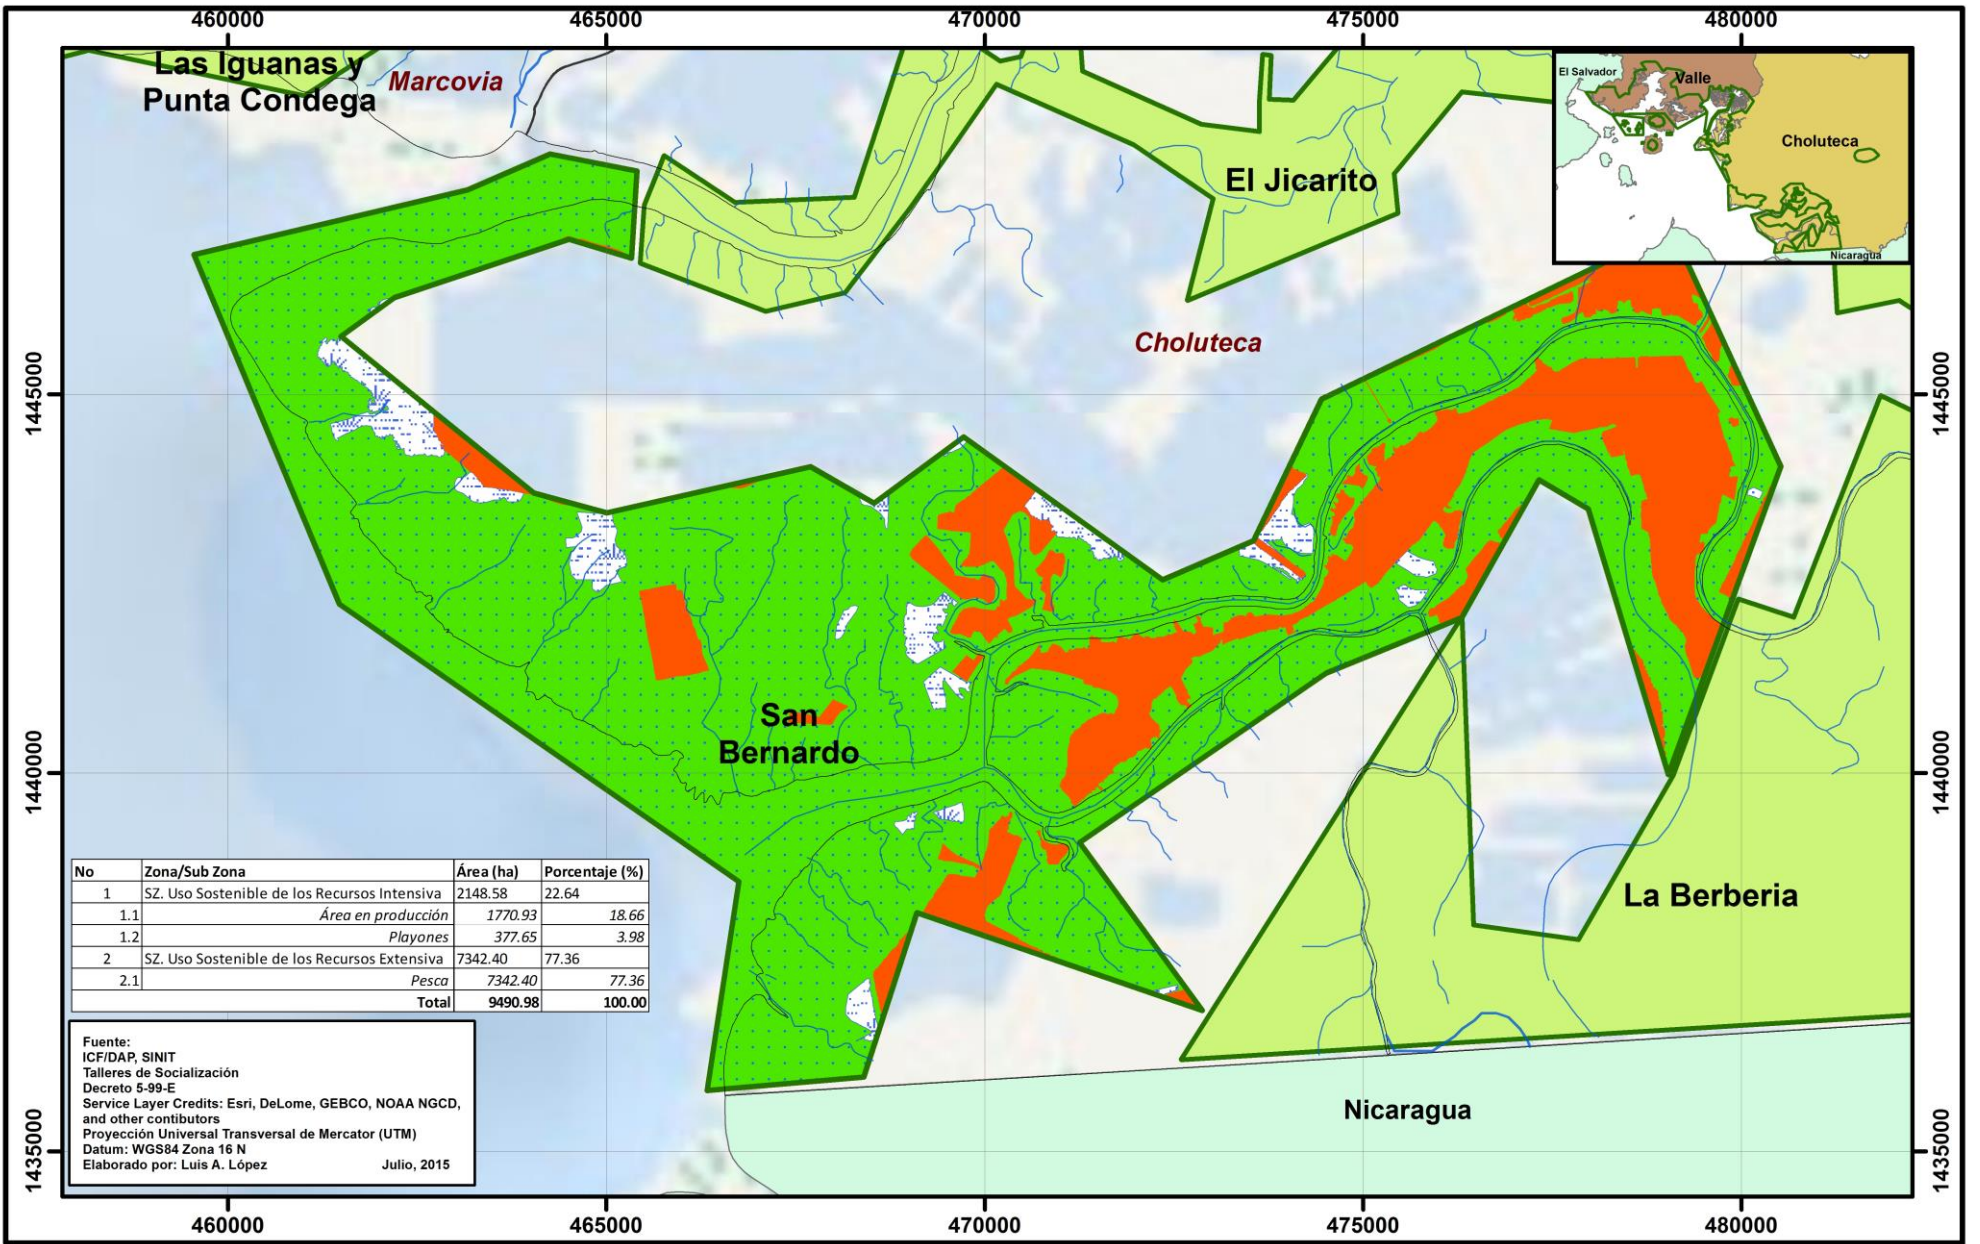 460000 465000 470000 475000 480000
Las Iguanas y
Punta Condega
Marcovia
El Jicarito
El Salvador
Valle
Choluteca
Nicaragua
Choluteca
1445000 1445000
San
Bernardo
1440000 1440000
La Berberia
No Zona/Sub Zona Área (ha) Porcentaje (%)
1 SZ. Uso Sostenible de los Recursos Intensiva 2148.58 22.64
1.1 Área en producción 1770.93 18.66
1.2 Playones 377.65 3.98
2 SZ. Uso Sostenible de los Recursos Extensiva 7342.40 77.36
2.1 Pesca 7342.40 77.36
Total 9490.98 100.00
Fuente:
ICF/DAP, SINIT
Talleres de Socialización
Decreto 5-99-E
Service Layer Credits: Esri, DeLome, GEBCO, NOAA NGCD,
and other contibutors
Proyección Universal Transversal de Mercator (UTM)
Datum: WGS84 Zona 16 N
Elaborado por: Luis A. López Julio, 2015
Nicaragua
1435000 1435000
460000 465000 470000 475000 480000